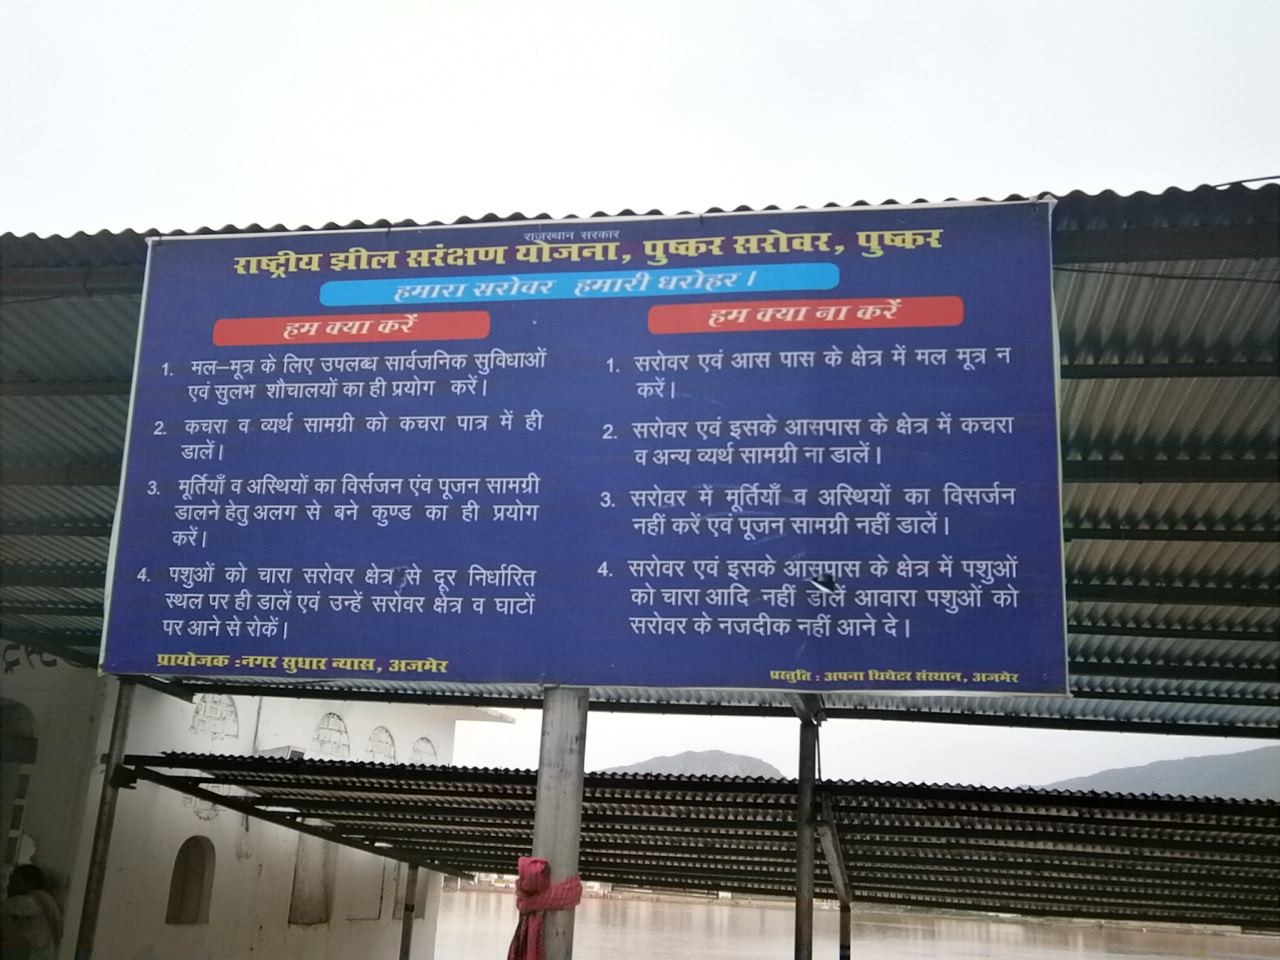 राजस्थान सरकार
राष्ट्रीय झील सरंक्षण योजना, पुष्कर सरोवर, पुष्कर
हमारा सरोवर हमारी धरोहर।
हम क्या करें
1. मल–मूत्र के लिए उपलब्ध सार्वजनिक सुविधाओं
एवं सुलभ शौचालयों का ही प्रयोग करें।
2. कचरा व व्यर्थ सामग्री को कचरा पात्र में ही
डालें।
3. मूर्तियाँ व अस्थियों का विर्सजन एंव पूजन सामग्री
डालने हेतु अलग से बने कुण्ड का ही प्रयोग
करें।
4. पशुओं को चारा सरोवर क्षेत्र से दूर निर्धारित
स्थल पर ही डालें एवं उन्हें सरोवर क्षेत्र व घाटों
पर आने से रोकें।
हम क्या ना करें
1. सरोवर एवं आस पास के क्षेत्र में मल मूत्र न
करें।
2. सरोवर एवं इसके आसपास के क्षेत्र में कचरा
व अन्य व्यर्थ सामग्री ना डालें।
3. सरोवर में मूर्तियाँ व अस्थियों का विसर्जन
नहीं करें एवं पूजन सामग्री नहीं डालें।
4. सरोवर एवं इसके आसपास के क्षेत्र में पशुओं
को चारा आदि नहीं डालें आवारा पशुओं को
सरोवर के नजदीक नहीं आने दे।
प्रायोजक :नगर सुधार न्यास, अजमेर
प्रस्तुति : अपना थियेटर संस्थान, अजमेर